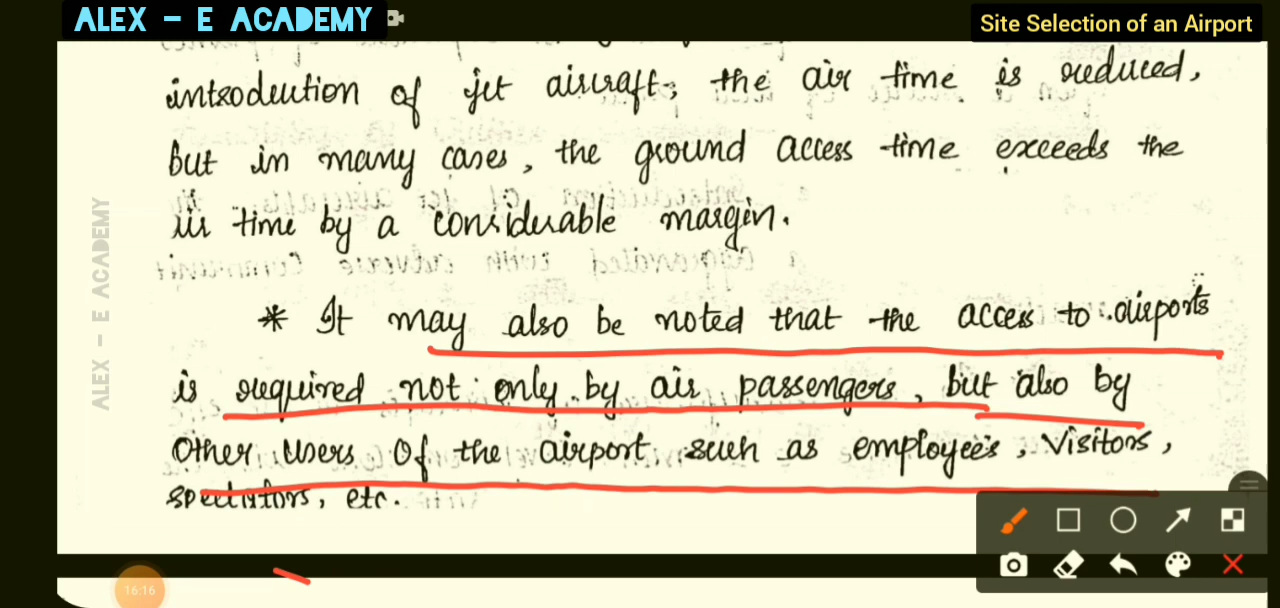 ALEX – E ACADEMY
Site Selection of an Airport
introduction of jet aircraft, the air time is reduced,
but in many cases, the ground access time exceeds the
air time by a considerable margin.
* It may also be noted that the access to airports
is required not only by air passengers, but also by
other users of the airport, such as employees, visitors,
spectators, etc.
ALEX – E ACADEMY
16:16